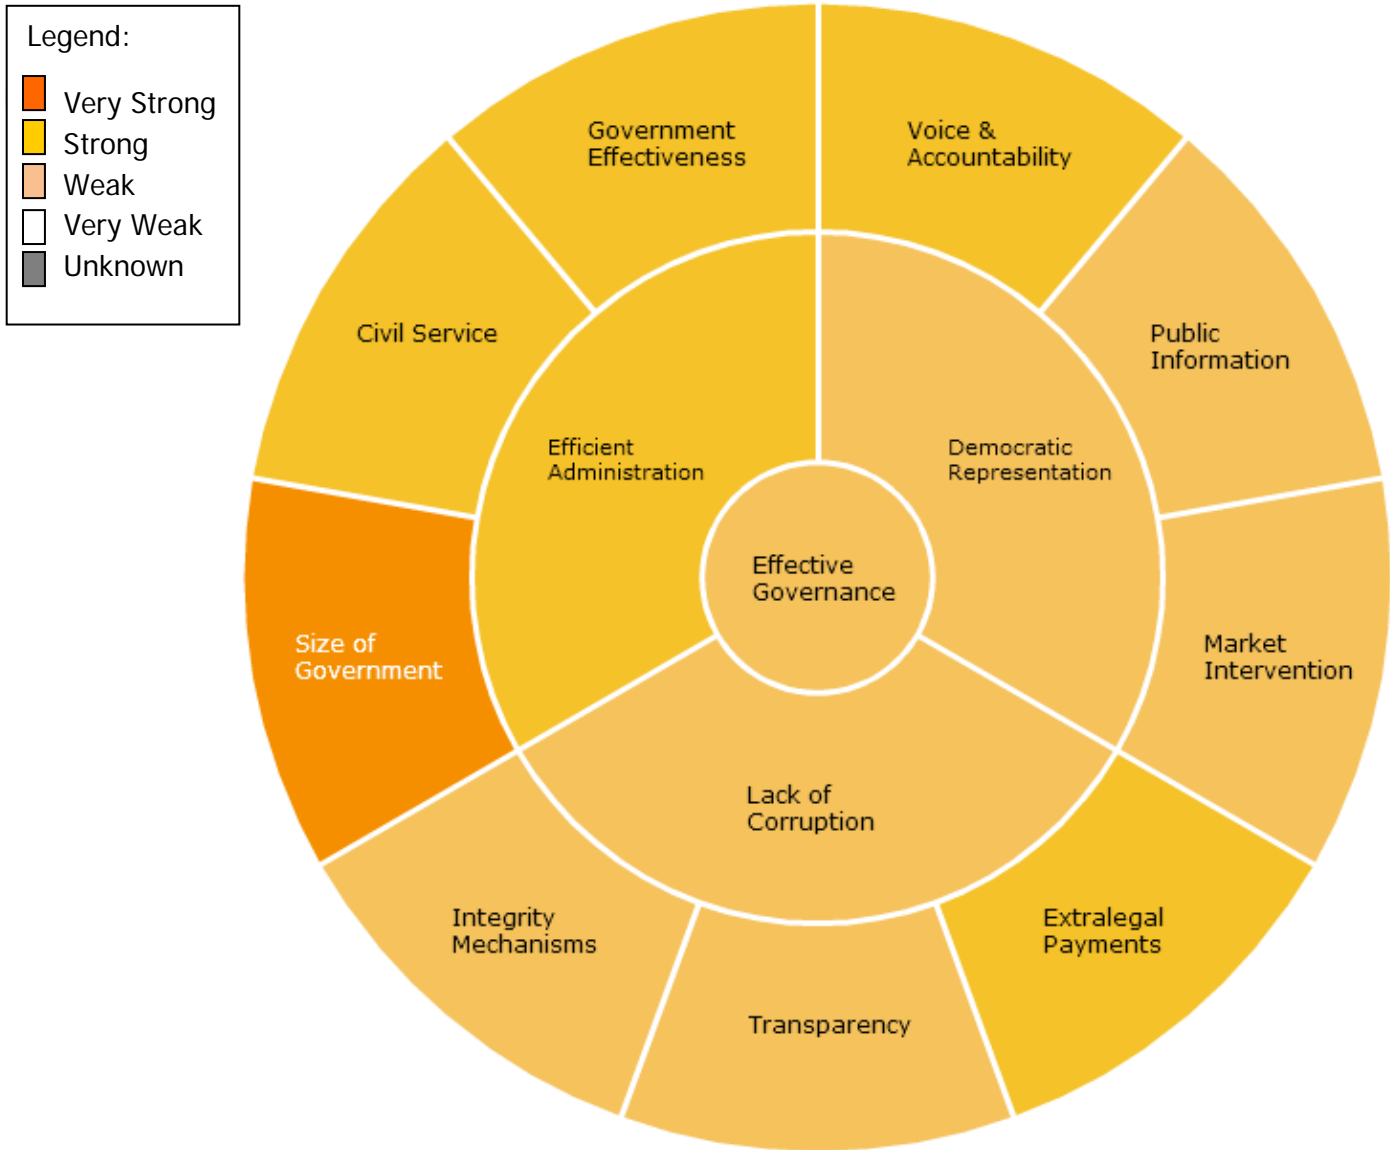 Legend:
Very Strong
Strong
Weak
Very Weak
Unknown
Government
Effectiveness
Voice &
Accountability
Civil Service
Public
Information
Efficient
Administration
Democratic
Representation
Effective
Governance
Size of
Government
Market
Intervention
Lack of
Corruption
Integrity
Mechanisms
Extralegal
Payments
Transparency